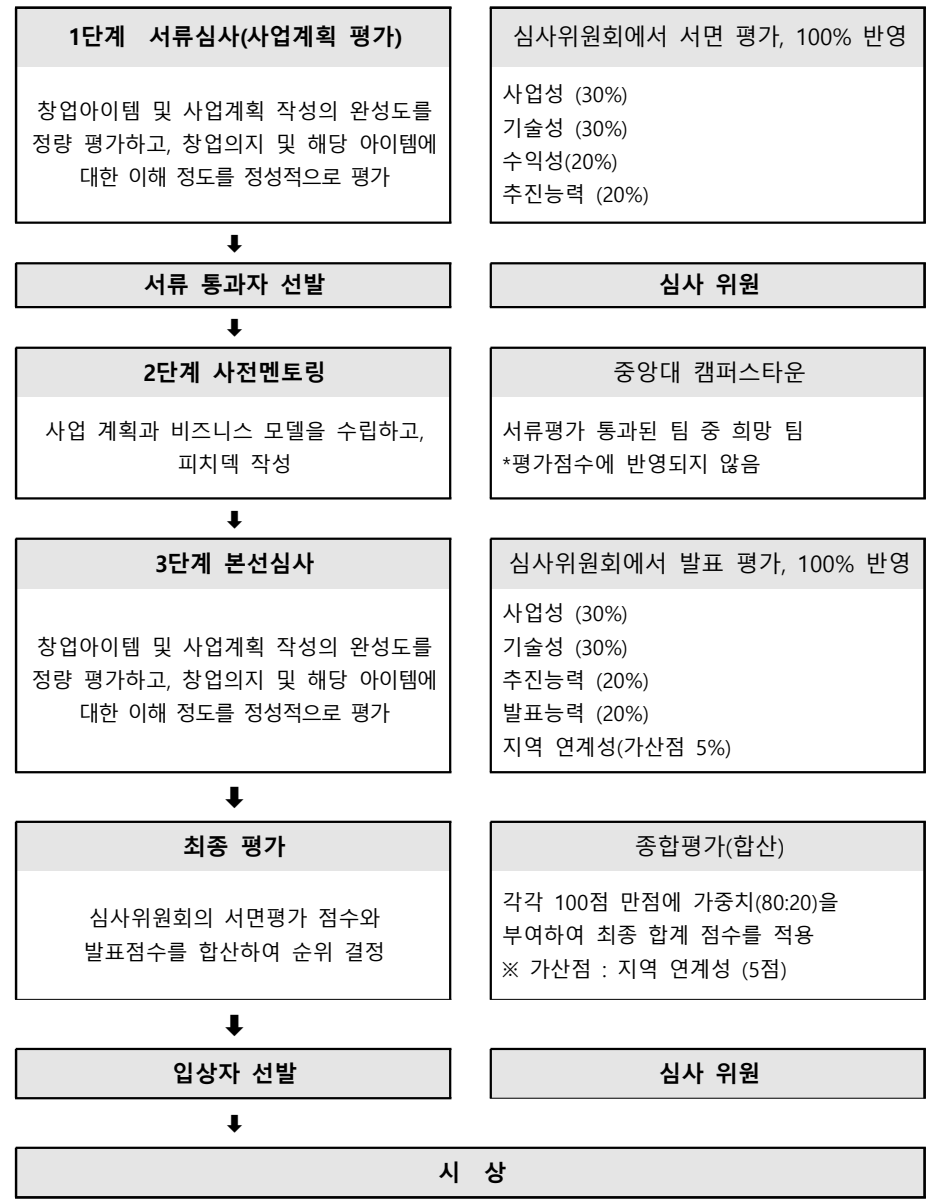 1단계 서류심사(사업계획 평가)
심사위원회에서 서면 평가, 100% 반영
창업아이템 및 사업계획 작성의 완성도를
정량 평가하고, 창업의지 및 해당 아이템에
대한 이해 정도를 정성적으로 평가
사업성 (30%)
기술성 (30%)
수익성(20%)
추진능력 (20%)
⬇
서류 통과자 선발
심사 위원
⬇
2단계 사전멘토링
중앙대 캠퍼스타운
사업 계획과 비즈니스 모델을 수립하고,
피치덱 작성
서류평가 통과된 팀 중 희망 팀
*평가점수에 반영되지 않음
⬇
3단계 본선심사
심사위원회에서 발표 평가, 100% 반영
창업아이템 및 사업계획 작성의 완성도를
정량 평가하고, 창업의지 및 해당 아이템에
대한 이해 정도를 정성적으로 평가
사업성 (30%)
기술성 (30%)
추진능력 (20%)
발표능력 (20%)
지역 연계성(가산점 5%)
⬇
최종 평가
종합평가(합산)
심사위원회의 서면평가 점수와
발표점수를 합산하여 순위 결정
각각 100점 만점에 가중치(80:20)을
부여하여 최종 합계 점수를 적용
※ 가산점 : 지역 연계성 (5점)
⬇
입상자 선발
심사 위원
⬇
시 상